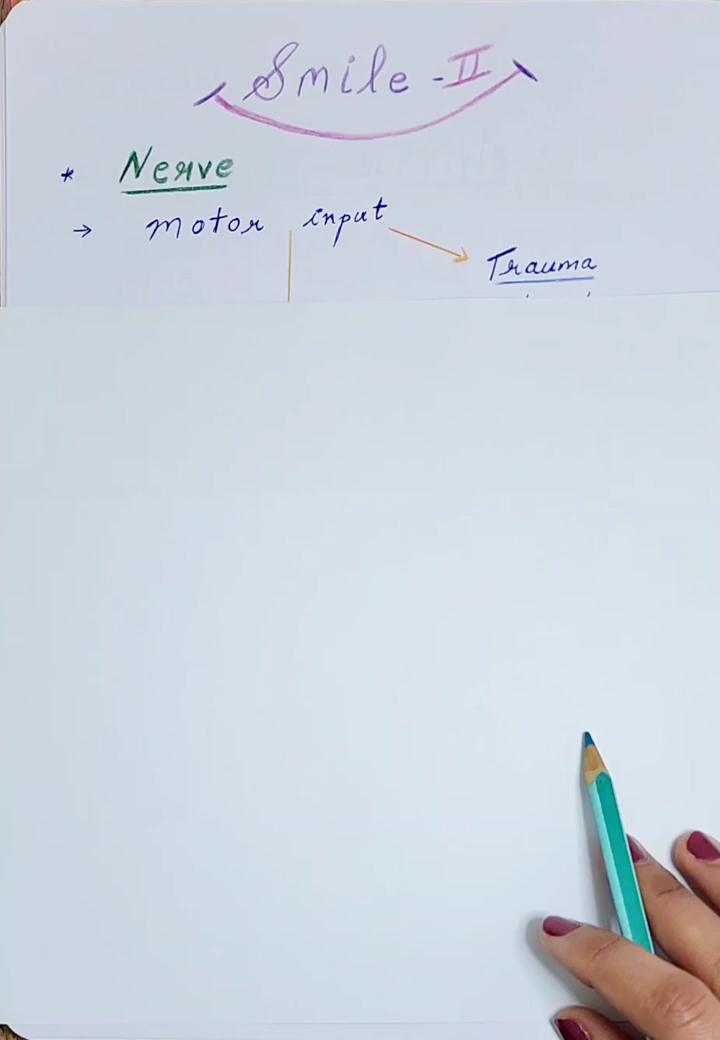 Smile - II
* Nerve
→ motor input
Trauma